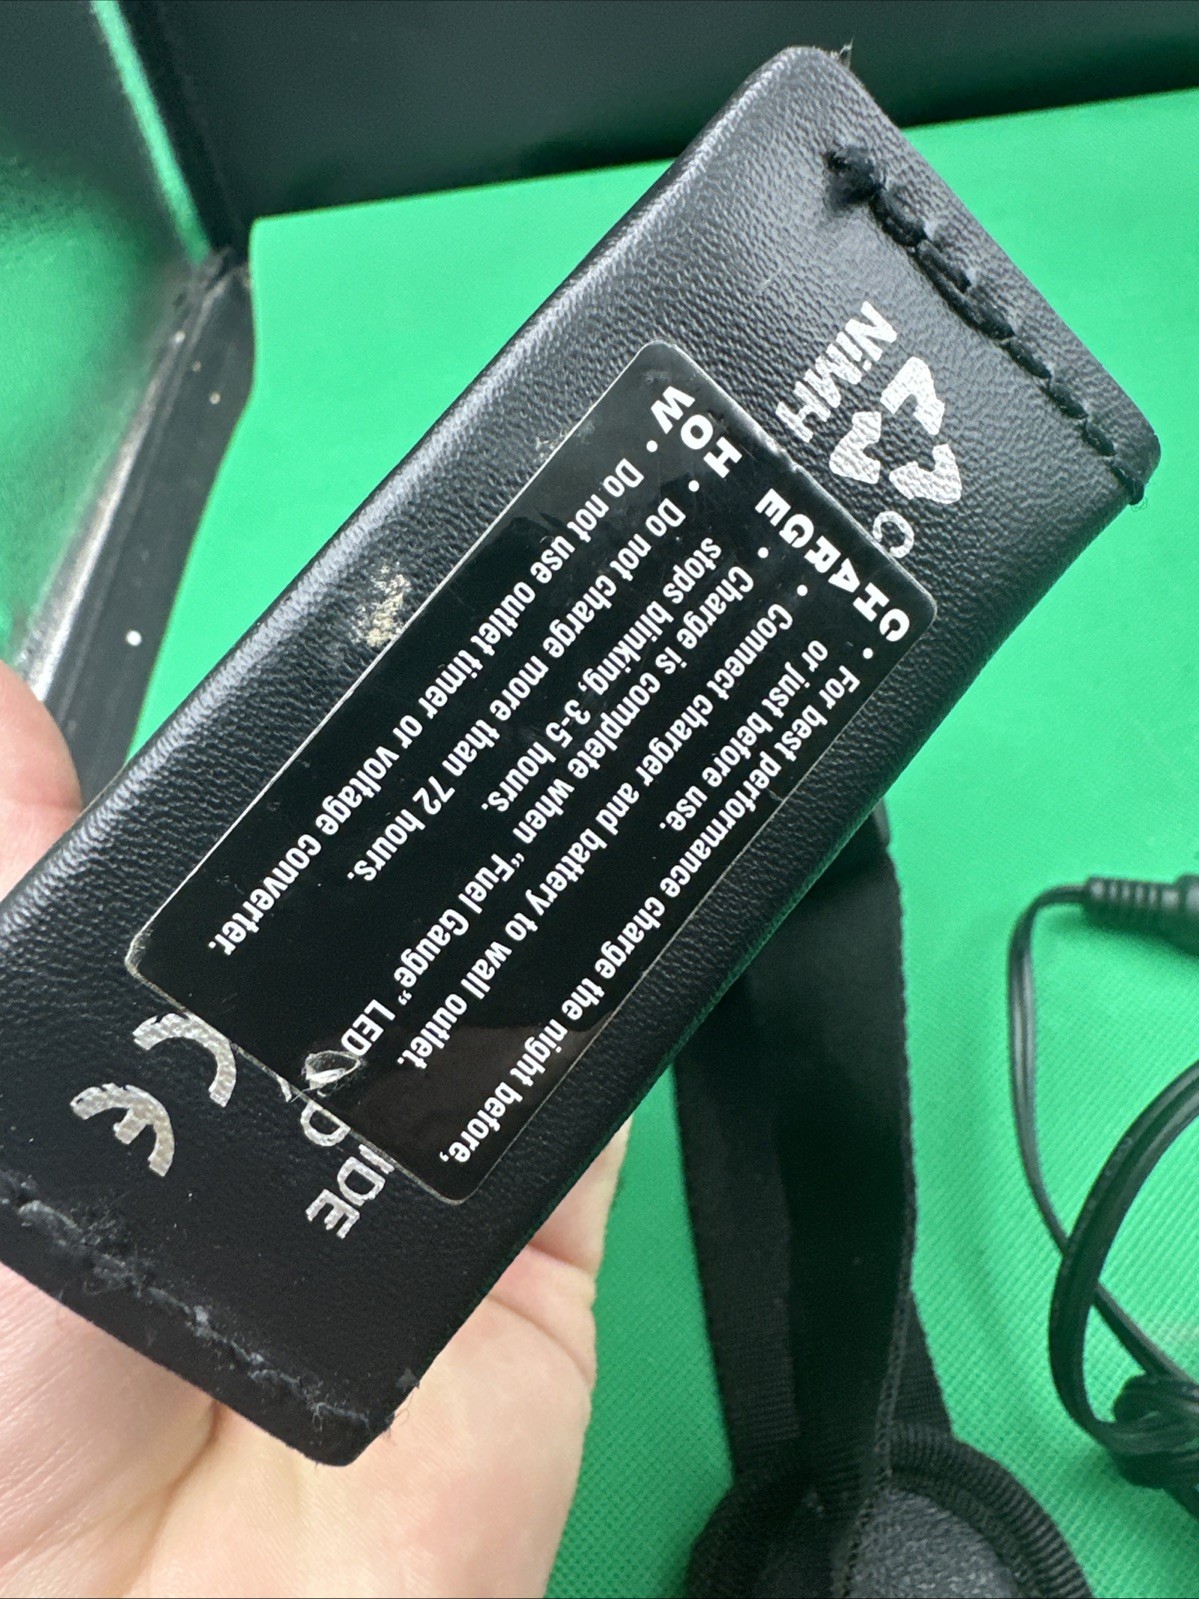 CHARGE HOW
• For best performance charge the night before,
or just before use.
• Connect charger and battery to wall outlet.
• Charge is complete when “Fuel Gauge” LED
stops blinking, 3-5 hours.
• Do not charge more than 72 hours.
• Do not use outlet timer or voltage converter.
NiMH
CE